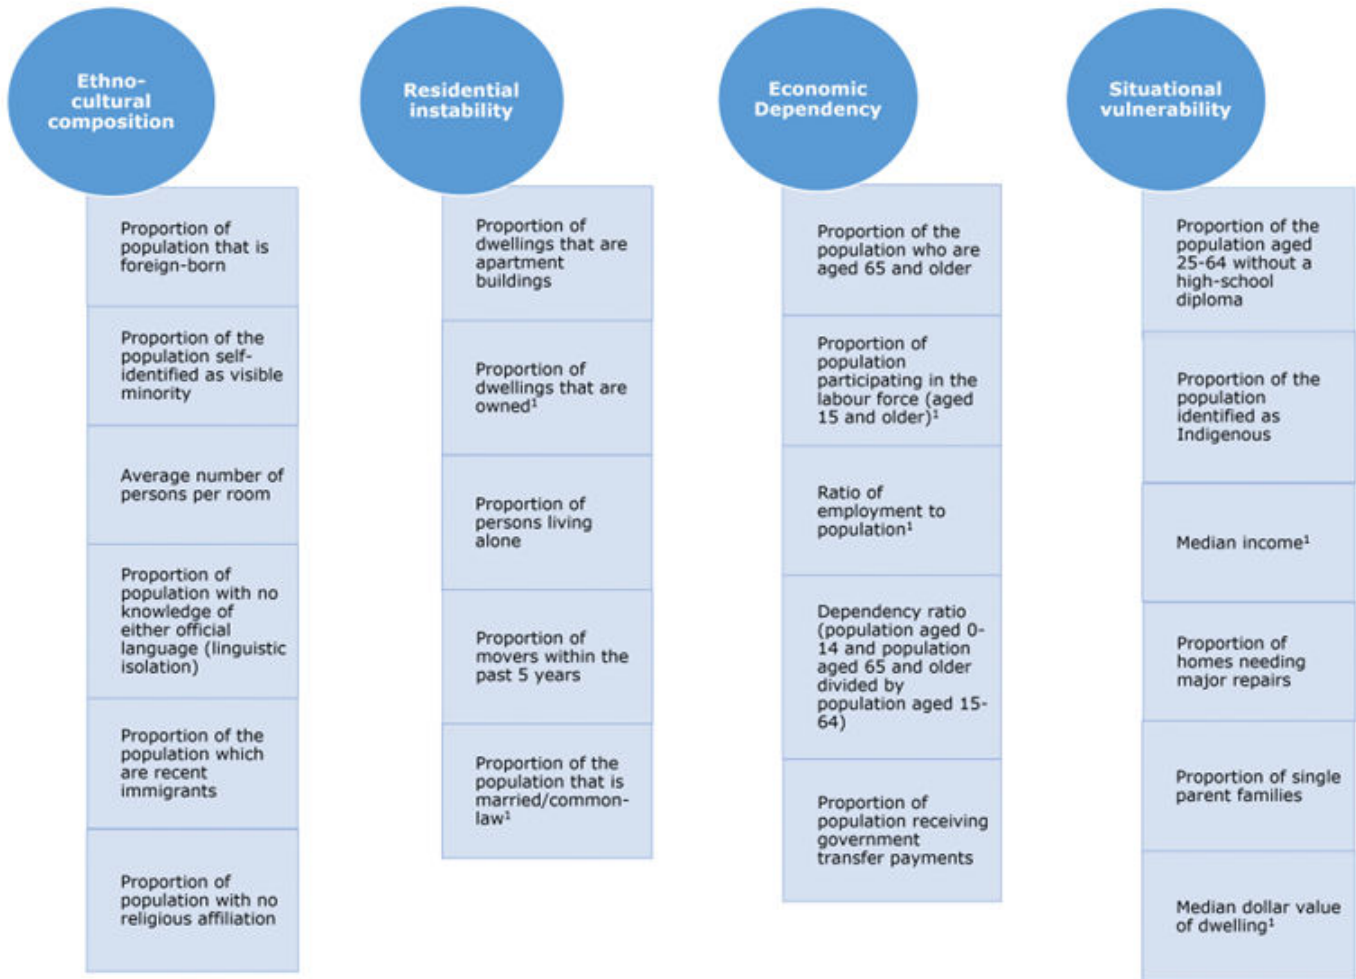 Ethno-
cultural
composition
Proportion of
population that is
foreign-born
Proportion of the
population self-
identified as visible
minority
Average number of
persons per room
Proportion of
population with no
knowledge of
either official
language (linguistic
isolation)
Proportion of the
population which
are recent
immigrants
Proportion of
population with no
religious affiliation
Residential
instability
Proportion of
dwellings that are
apartment
buildings
Proportion of
dwellings that are
owned¹
Proportion of
persons living
alone
Proportion of
movers within the
past 5 years
Proportion of the
population that is
married/common-
law¹
Economic
Dependency
Proportion of the
population who are
aged 65 and older
Proportion of
population
participating in the
labour force (aged
15 and older)¹
Ratio of
employment to
population¹
Dependency ratio
(population aged 0-
14 and population
aged 65 and older
divided by
population aged 15-
64)
Proportion of
population receiving
government
transfer payments
Situational
vulnerability
Proportion of the
population aged
25-64 without a
high-school
diploma
Proportion of the
population
identified as
Indigenous
Median income¹
Proportion of
homes needing
major repairs
Proportion of single
parent families
Median dollar value
of dwelling¹